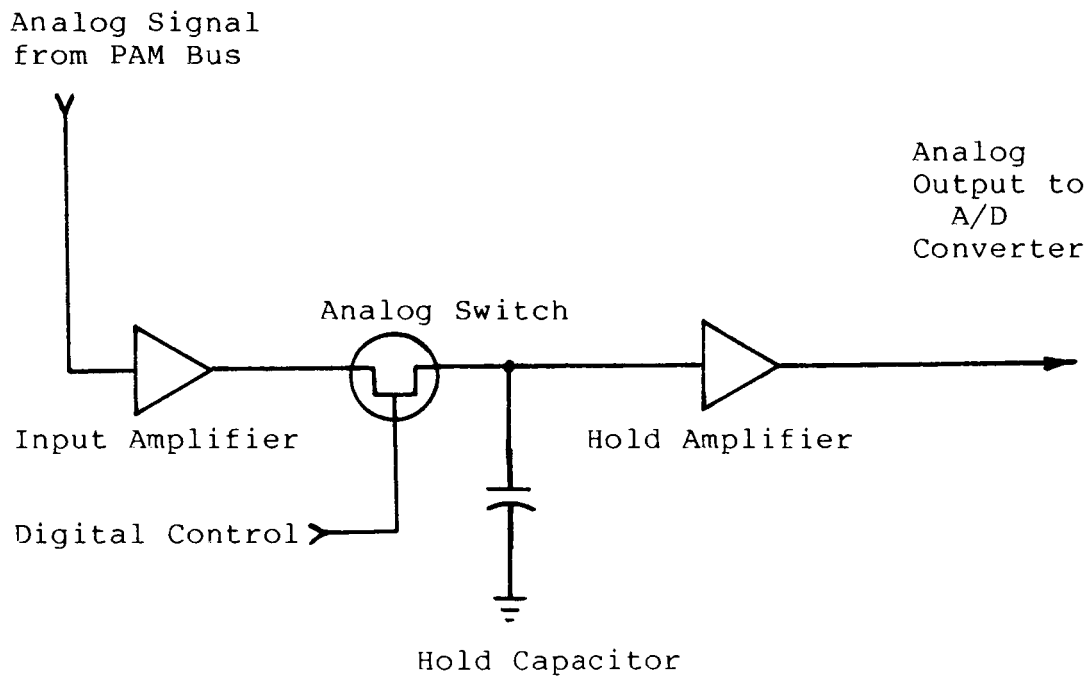 Analog Signal
from PAM Bus
Analog
Output to
A/D
Converter
Analog Switch
Input Amplifier
Hold Amplifier
Digital Control
Hold Capacitor